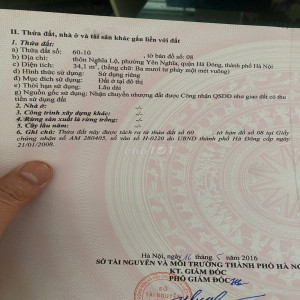 II. Thửa đất, nhà ở và tài sản khác gắn liền với đất
1. Thửa đất:
a) Thửa đất số: 60-10 , tờ bản đồ số: 08
b) Địa chỉ: thôn Nghĩa Lộ, phường Yên Nghĩa, quận Hà Đông, thành phố Hà Nội
c) Diện tích: 34,1 m², (bằng chữ: Ba mươi tư phảy một mét vuông)
d) Hình thức sử dụng: Sử dụng riêng
đ) Mục đích sử dụng: Đất ở tại đô thị
e) Thời hạn sử dụng: Lâu dài
g) Nguồn gốc sử dụng: Nhận chuyển nhượng đất được Công nhận QSDĐ như giao đất có thu
tiền sử dụng đất
2. Nhà ở: -/-
3. Công trình xây dựng khác: -/-
4. Rừng sản xuất là rừng trồng: -/-
5. Cây lâu năm: -/-
6. Ghi chú: Thửa đất này được tách ra từ thửa đất số 60 , tờ bản đồ số 08 tại Giấy
chứng nhận số AM 280405, số vào sổ H-0220 do UBND thành phố Hà Đông cấp ngày
21/01/2008.
Hà Nội, ngày 16 tháng 5 năm 2016
SỞ TÀI NGUYÊN VÀ MÔI TRƯỜNG THÀNH PHỐ HÀ N
KT. GIÁM ĐỐC
PHÓ GIÁM ĐỐC
SỞ
TÀI NGUYÊN